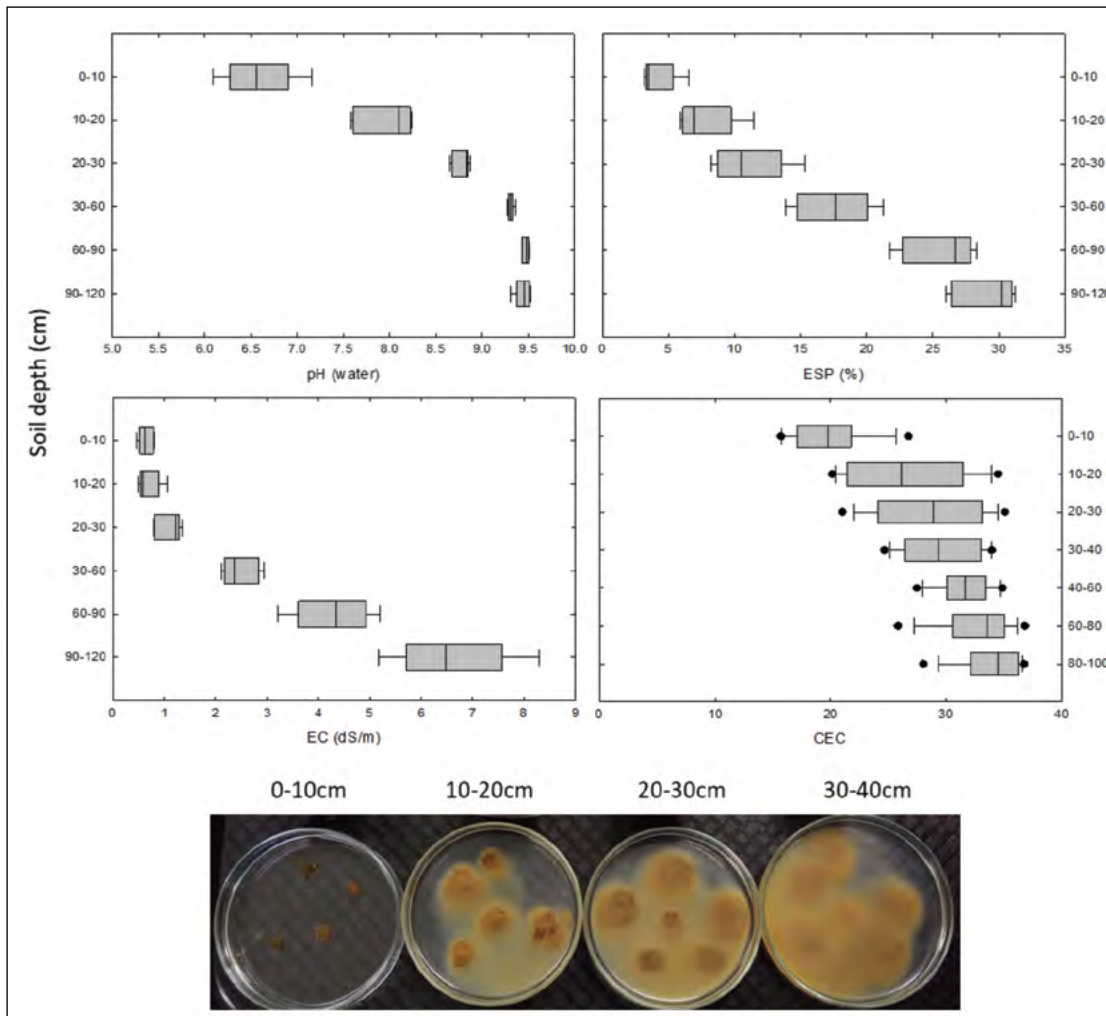 Soil depth (cm)
0-10
10-20
20-30
30-60
60-90
90-120
5.0 5.5 6.0 6.5 7.0 7.5 8.0 8.5 9.0 9.5 10.0
pH (water)
0-10
10-20
20-30
30-60
60-90
90-120
0 5 10 15 20 25 30 35
ESP (%)
0-10
10-20
20-30
30-60
60-90
90-120
0 1 2 3 4 5 6 7 8 9
EC (dS/m)
0-10
10-20
20-30
30-40
40-60
60-80
80-100
0 10 20 30 40
CEC
0-10cm 10-20cm 20-30cm 30-40cm